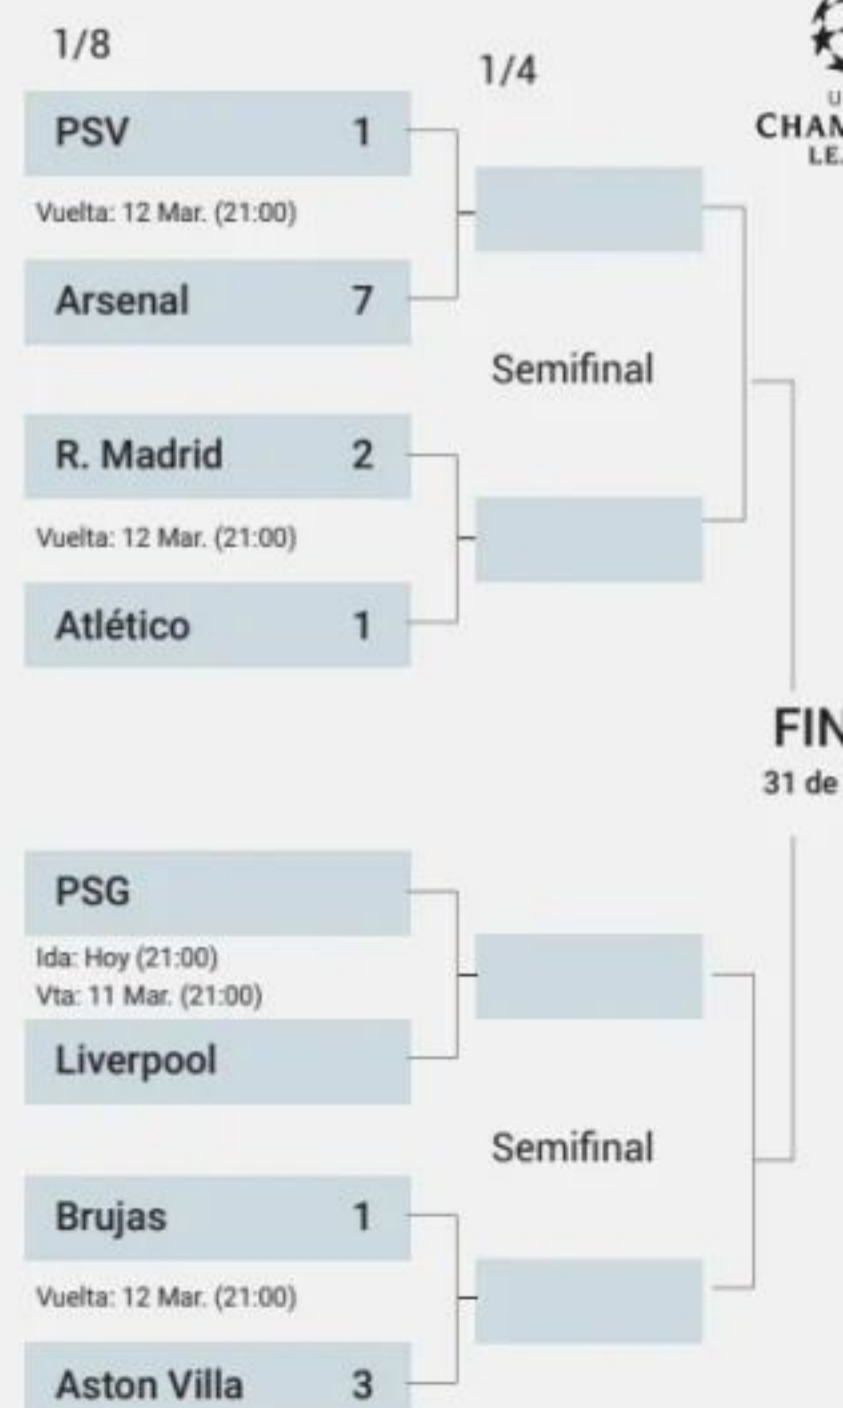 1/8
1/4
CHAM
LE
PSV 1
Vuelta: 12 Mar. (21:00)
Arsenal 7
Semifinal
R. Madrid 2
Vuelta: 12 Mar. (21:00)
Atlético 1
FIN
31 de
PSG
Ida: Hoy (21:00)
Vta: 11 Mar. (21:00)
Liverpool
Semifinal
Brujas 1
Vuelta: 12 Mar. (21:00)
Aston Villa 3